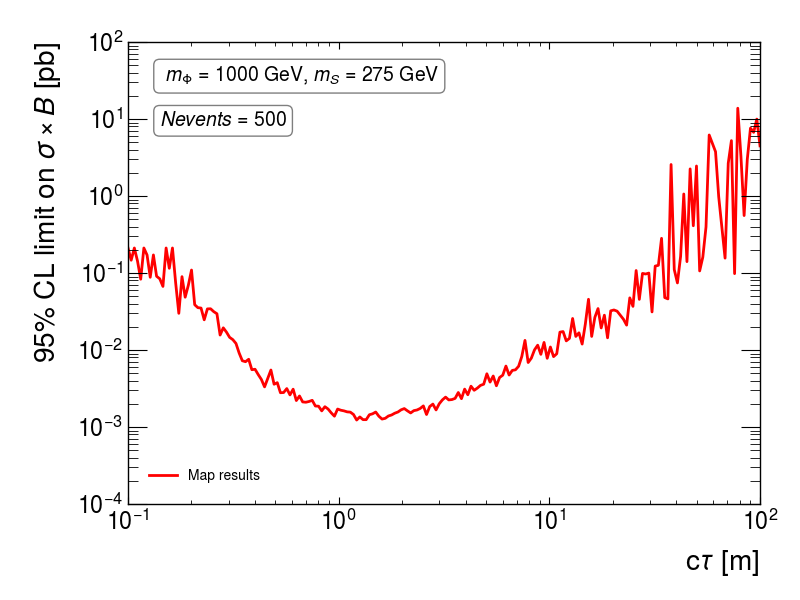 95% CL limit on σ × B [pb]
10²
10¹
10⁰
10⁻¹
10⁻²
10⁻³
10⁻⁴
m_Φ = 1000 GeV, m_S = 275 GeV
Nevents = 500
Map results
10⁻¹ 10⁰ 10¹ 10²
cτ [m]